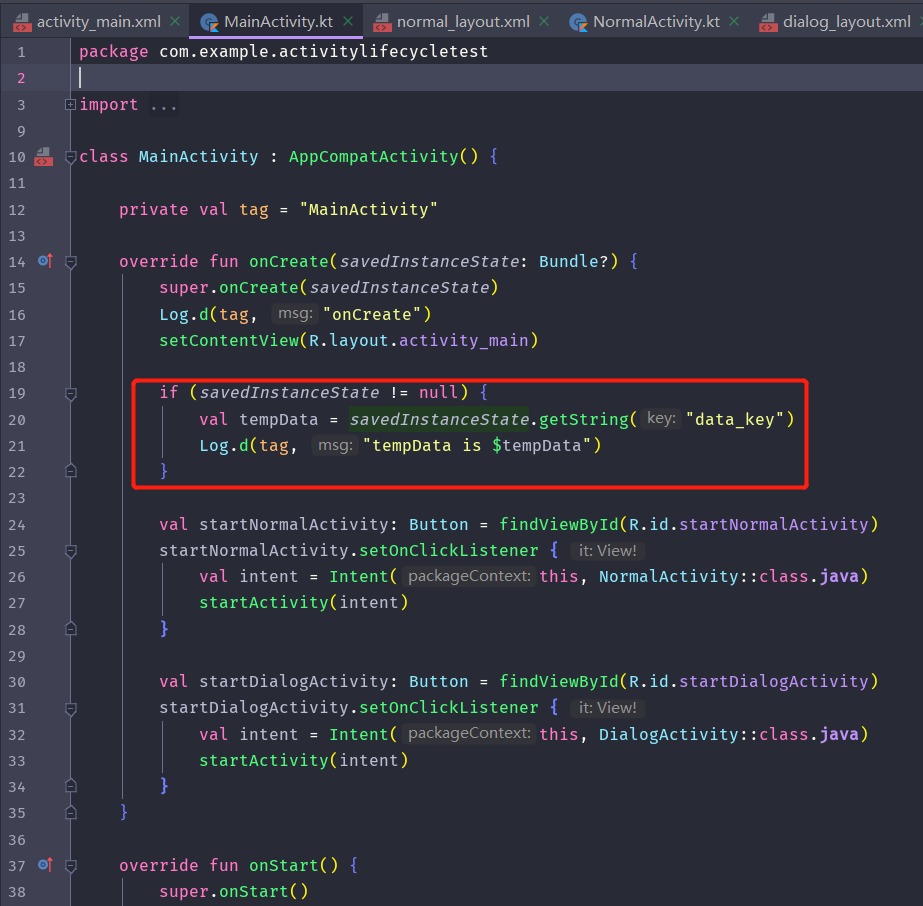 activity_main.xml MainActivity.kt normal_layout.xml NormalActivity.kt dialog_layout.xml
1 package com.example.activitylifecycletest
2
3 import ...
9
10 class MainActivity : AppCompatActivity() {
11
12 private val tag = "MainActivity"
13
14 override fun onCreate(savedInstanceState: Bundle?) {
15 super.onCreate(savedInstanceState)
16 Log.d(tag, msg: "onCreate")
17 setContentView(R.layout.activity_main)
18
19 if (savedInstanceState != null) {
20 val tempData = savedInstanceState.getString( key: "data_key")
21 Log.d(tag, msg: "tempData is $tempData")
22 }
23
24 val startNormalActivity: Button = findViewById(R.id.startNormalActivity)
25 startNormalActivity.setOnClickListener { it: View!
26 val intent = Intent( packageContext: this, NormalActivity::class.java)
27 startActivity(intent)
28 }
29
30 val startDialogActivity: Button = findViewById(R.id.startDialogActivity)
31 startDialogActivity.setOnClickListener { it: View!
32 val intent = Intent( packageContext: this, DialogActivity::class.java)
33 startActivity(intent)
34 }
35 }
36
37 override fun onStart() {
38 super.onStart()